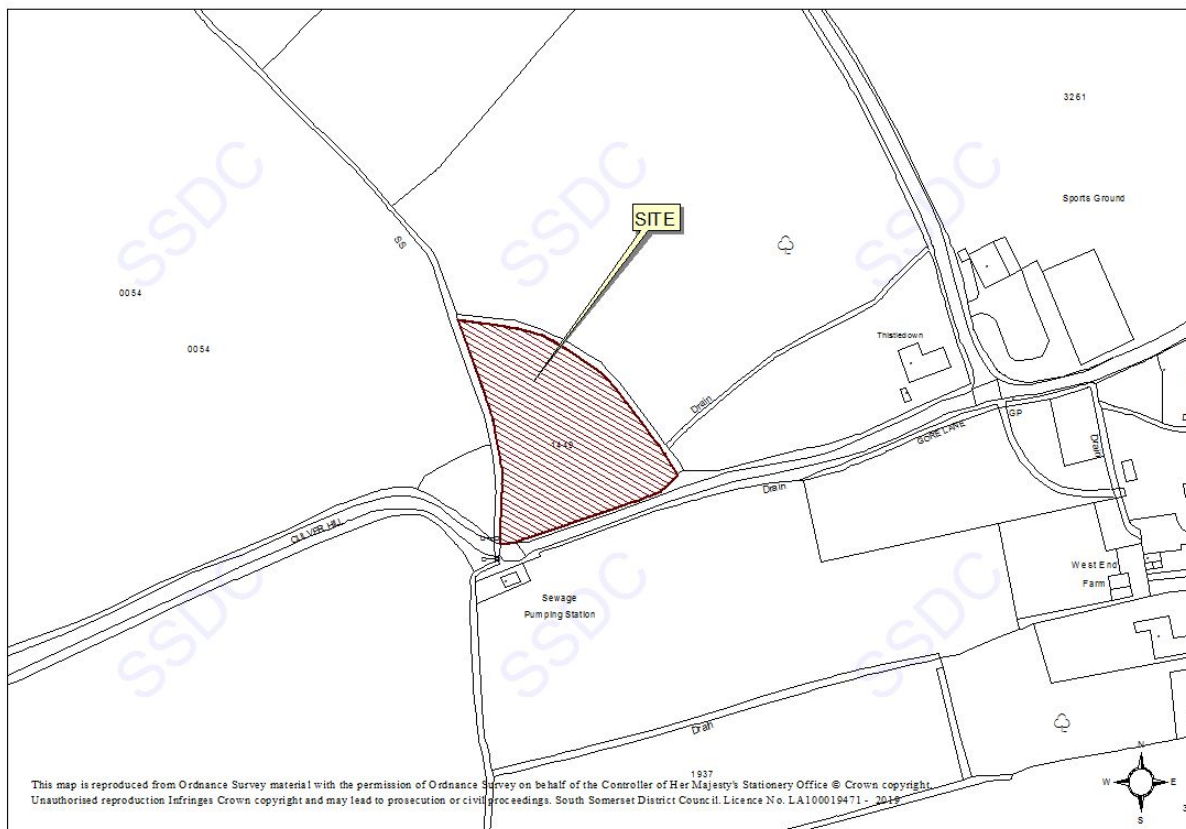 3261
SSDC
SSDC
SSDC
SITE
Sports Ground
SS
0054
0054
Thistledown
Drain
1449
GP
GORE LANE
Drain
Drain
CULVER HILL
West End
Farm
SSDC
SSDC
SSDC
Sewage
Pumping Station
Drain
1937
N
W
E
S
This map is reproduced from Ordnance Survey material with the permission of Ordnance Survey on behalf of the Controller of Her Majesty's Stationery Office © Crown copyright.
Unauthorised reproduction Infringes Crown copyright and may lead to prosecution or civil proceedings. South Somerset District Council. Licence No. LA100019471 - 2019